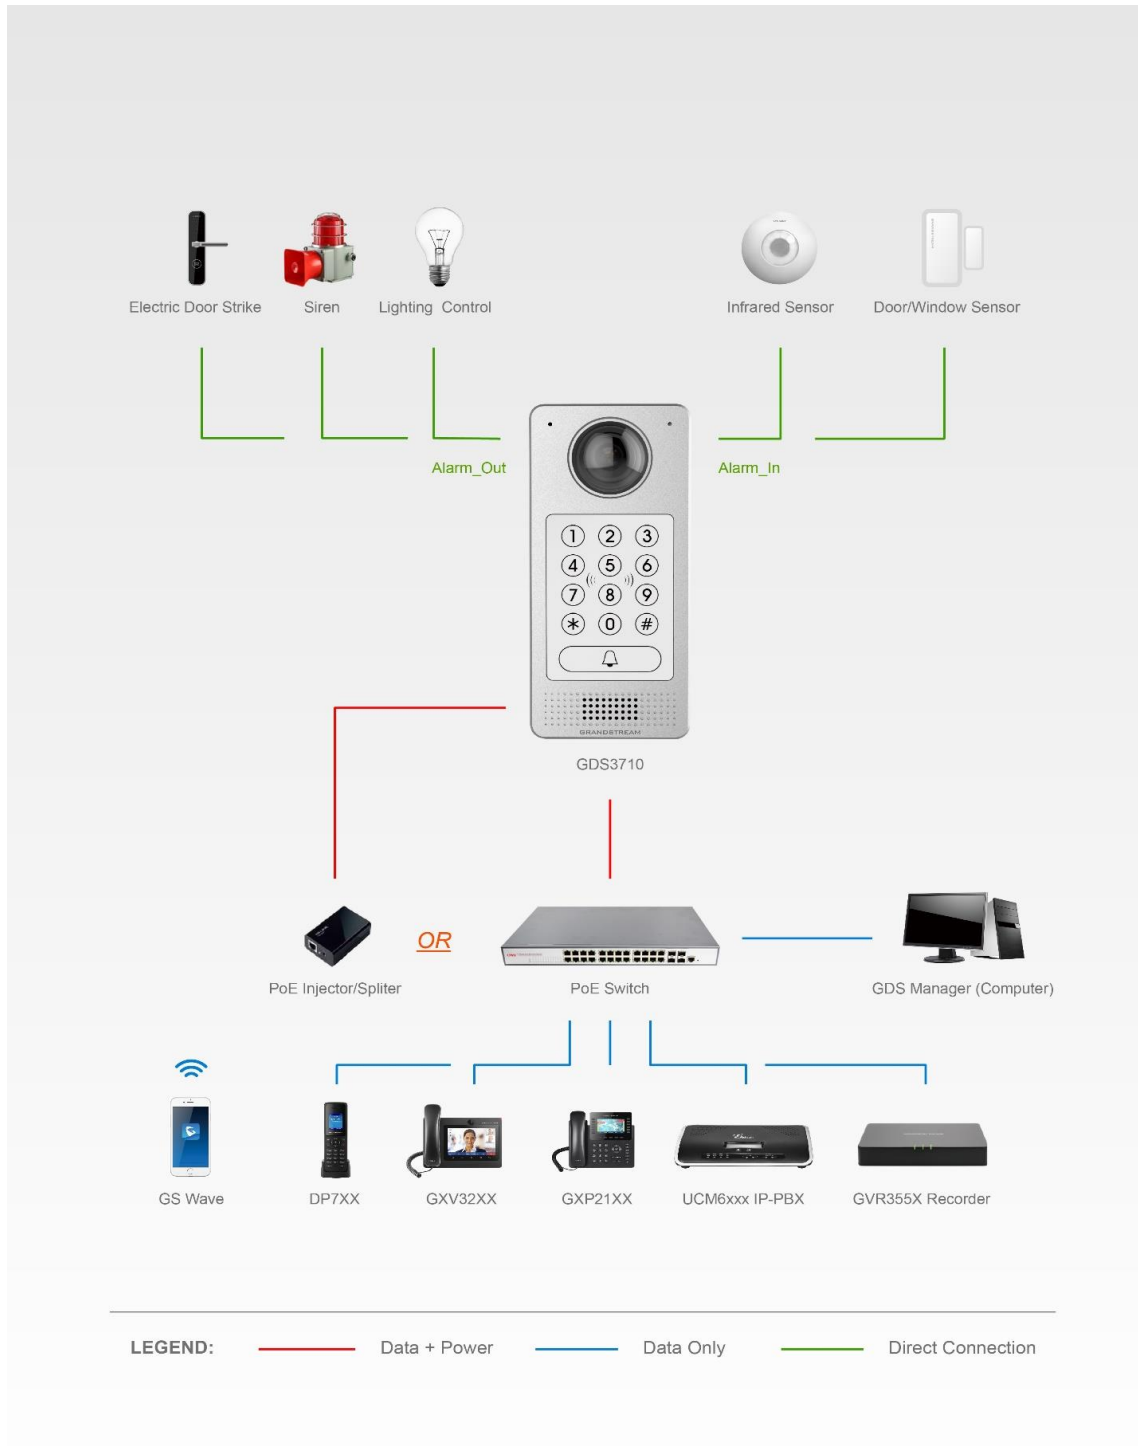 Electric Door Strike
Siren
Lighting Control
Infrared Sensor
Door/Window Sensor
Alarm_Out
Alarm_In
1 2 3
4 5 6
7 8 9
* 0 #
GRANDSTREAM
GDS3710
OR
PoE Injector/Spliter
PoE Switch
GDS Manager (Computer)
GS Wave
DP7XX
GXV32XX
GXP21XX
UCM6xxx IP-PBX
GVR355X Recorder
LEGEND:
Data + Power
Data Only
Direct Connection